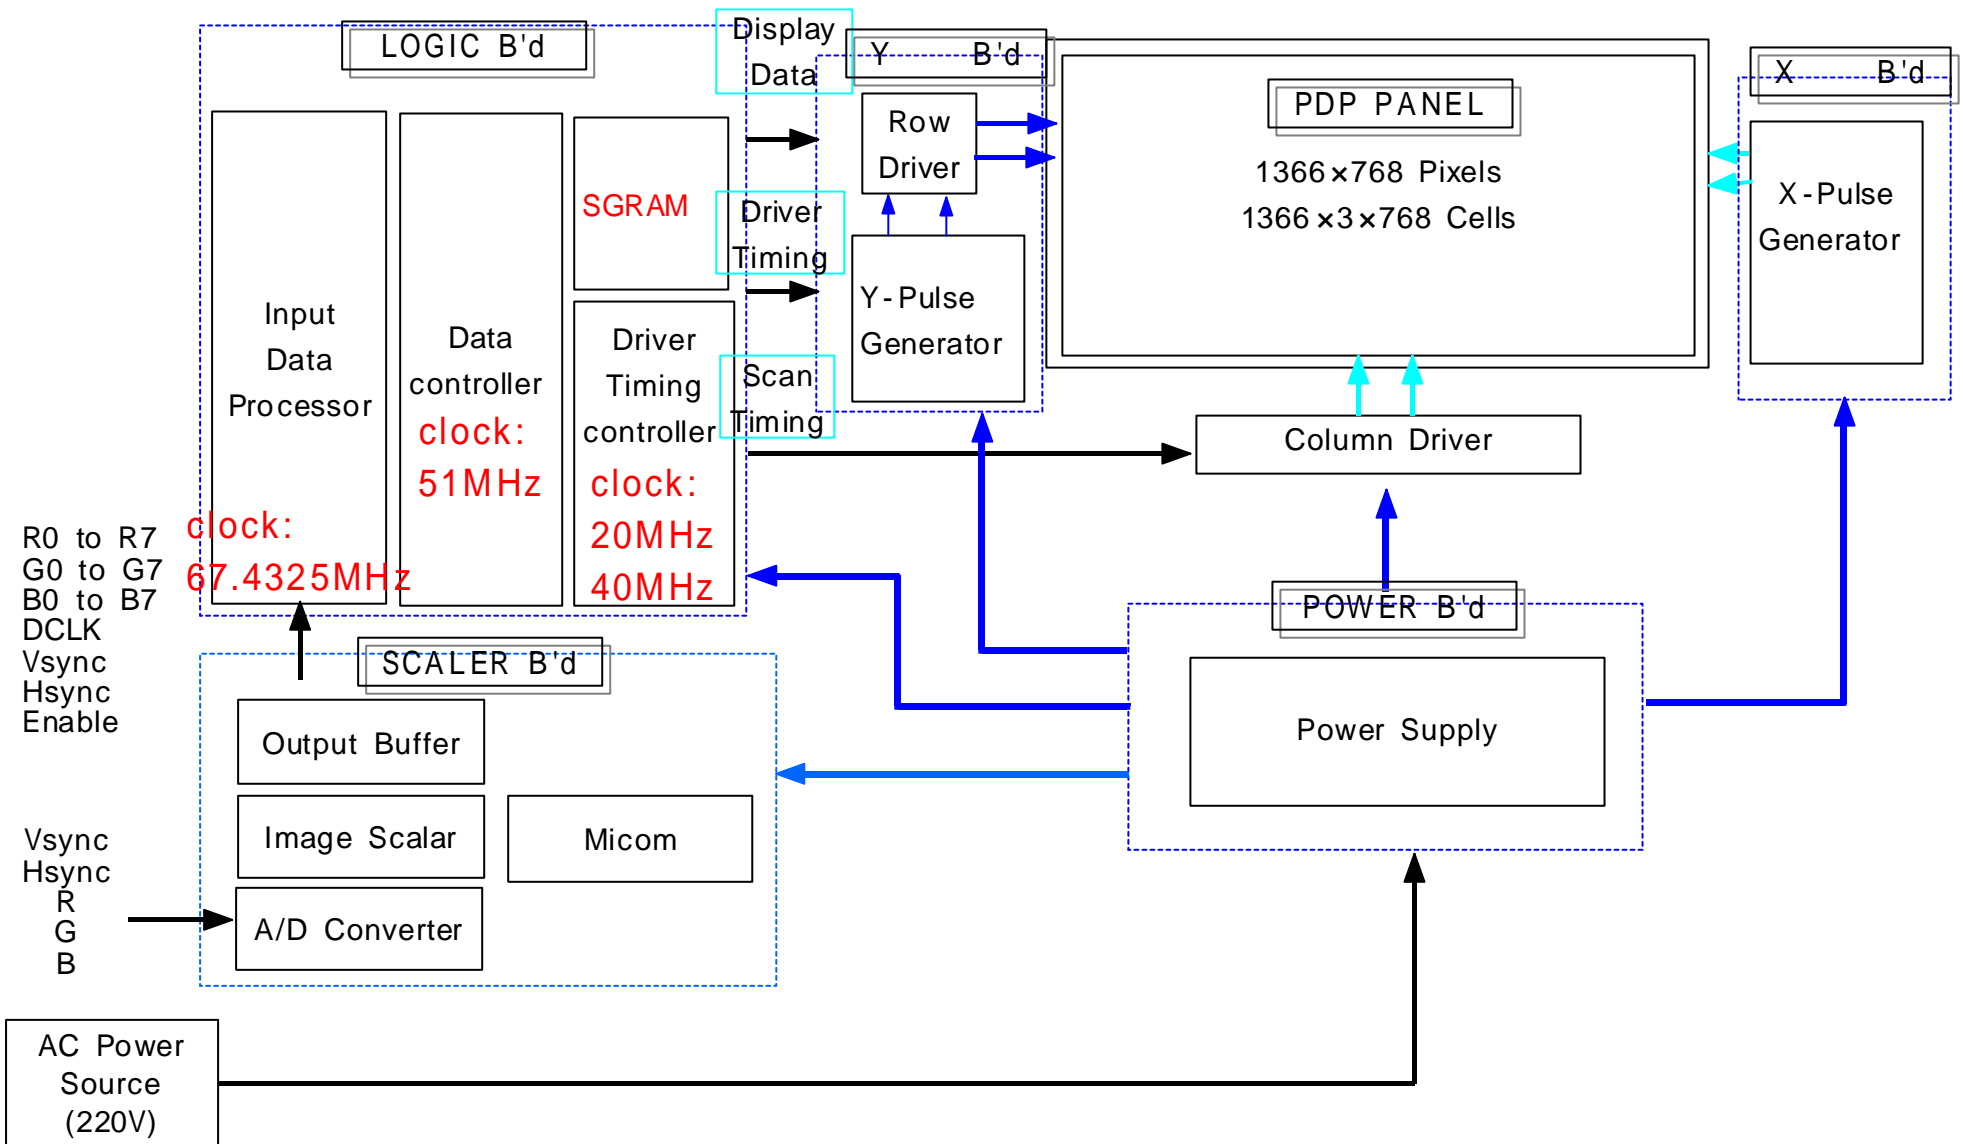 LOGIC B'd
Display
Data
Y B'd
X B'd
Row
Driver
PDP PANEL
1366×768 Pixels
1366×3×768 Cells
X-Pulse
Generator
SGRAM
Driver
Timing
Y-Pulse
Generator
Input
Data
Processor
clock:
67.4325MHz
Data
controller
clock:
51MHz
Driver
Timing
controller
clock:
20MHz
40MHz
Scan
Timing
Column Driver
R0 to R7
G0 to G7
B0 to B7
DCLK
Vsync
Hsync
Enable
SCALER B'd
POWER B'd
Output Buffer
Power Supply
Image Scalar
Micom
Vsync
Hsync
R
G
B
A/D Converter
AC Power
Source
(220V)